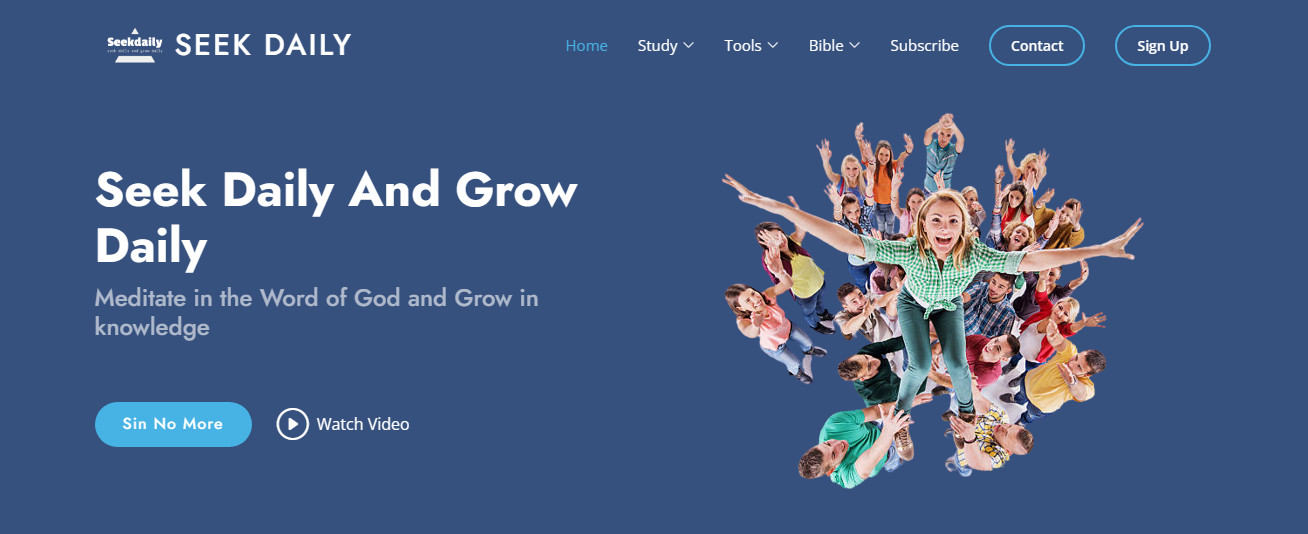 Seekdaily
seek daily and grow daily
SEEK DAILY
Home
Study
Tools
Bible
Subscribe
Contact
Sign Up
Seek Daily And Grow
Daily
Meditate in the Word of God and Grow in
knowledge
Sin No More
Watch Video